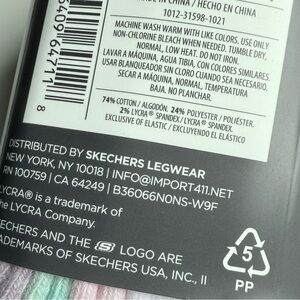 MADE IN CHINA / HECHO EN CHINA
1012-31598-1021
MACHINE WASH WARM WITH LIKE COLORS. USE ONLY
NON-CHLORINE BLEACH WHEN NEEDED. TUMBLE DRY,
NORMAL, LOW HEAT. DO NOT IRON.
LAVAR A MÁQUINA, AGUA TIBIA, CON COLORES SIMILARES.
USAR BLANQUEADOR SIN CLORO CUANDO SEA NECESARIO.
SECAR A MÁQUINA, NORMAL, TEMPERATURA
BAJA. NO PLANCHAR.
74% COTTON / ALGODÓN. 24% POLYESTER / POLIÉSTER.
2% LYCRA® SPANDEX / LYCRA® SPANDEX.
EXCLUSIVE OF ELASTIC / EXCLUYENDO EL ELÁSTICO
8
DISTRIBUTED BY SKECHERS LEGWEAR
NEW YORK, NY 10018 | INFO@IMPORT411.NET
RN 100759 | CA 64249 | B36066N0NS-W9F
LYCRA® is a trademark of
The LYCRA Company.
SKECHERS AND THE S LOGO ARE
TRADEMARKS OF SKECHERS USA, INC., II
5
PP